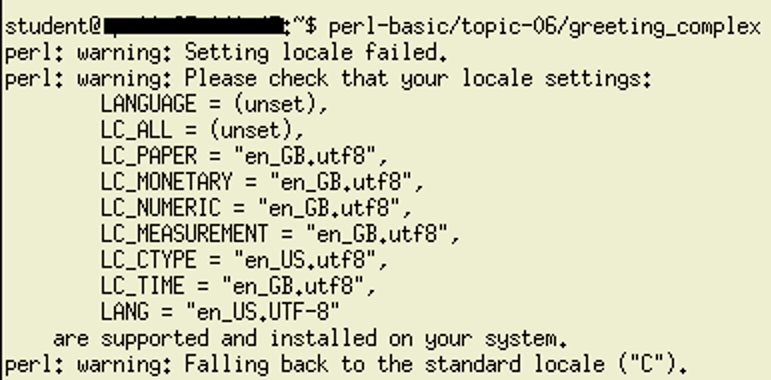 student@ :~$ perl-basic/topic-06/greeting_complex
perl: warning: Setting locale failed.
perl: warning: Please check that your locale settings:
LANGUAGE = (unset),
LC_ALL = (unset),
LC_PAPER = "en_GB.utf8",
LC_MONETARY = "en_GB.utf8",
LC_NUMERIC = "en_GB.utf8",
LC_MEASUREMENT = "en_GB.utf8",
LC_CTYPE = "en_US.utf8",
LC_TIME = "en_GB.utf8",
LANG = "en_US.UTF-8"
are supported and installed on your system.
perl: warning: Falling back to the standard locale ("C").